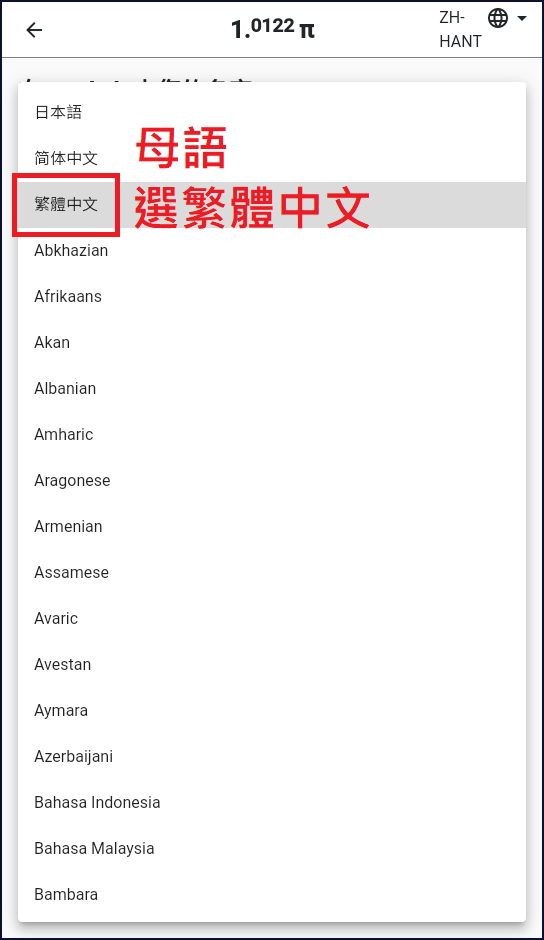 1.0122 π
ZH-
HANT
日本語
简体中文
母語
繁體中文
選繁體中文
Abkhazian
Afrikaans
Akan
Albanian
Amharic
Aragonese
Armenian
Assamese
Avaric
Avestan
Aymara
Azerbaijani
Bahasa Indonesia
Bahasa Malaysia
Bambara